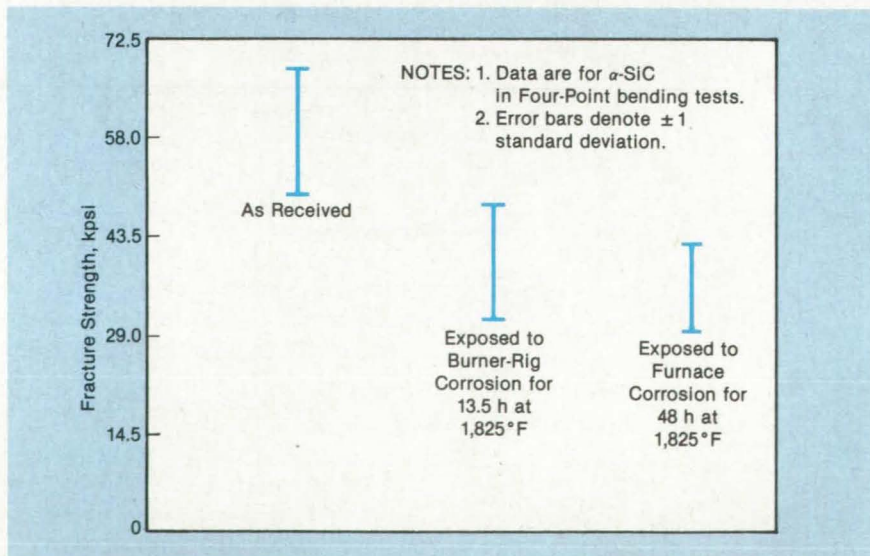 72.5
58.0
43.5
29.0
14.5
0
Fracture Strength, kpsi
NOTES: 1. Data are for α-SiC
in Four-Point bending tests.
2. Error bars denote ±1
standard deviation.
As Received
Exposed to
Burner-Rig
Corrosion for
13.5 h at
1,825°F
Exposed to
Furnace
Corrosion for
48 h at
1,825°F